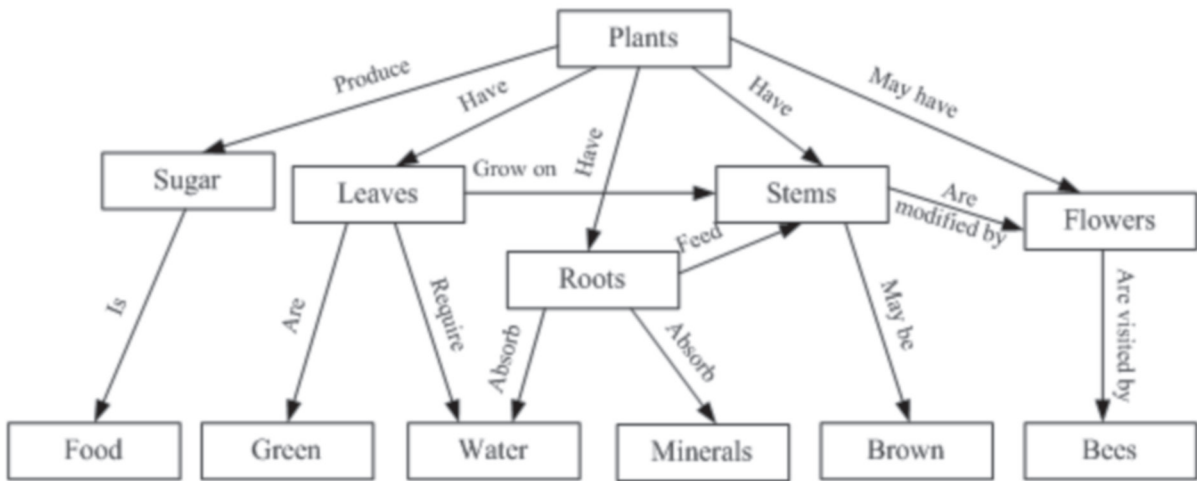 Plants
Produce
Have
Have
Have
May have
Sugar
Leaves
Grow on
Stems
Are
modified by
Flowers
Feed
Roots
Is
Are
Require
Absorb
Absorb
May be
Are visited by
Food
Green
Water
Minerals
Brown
Bees